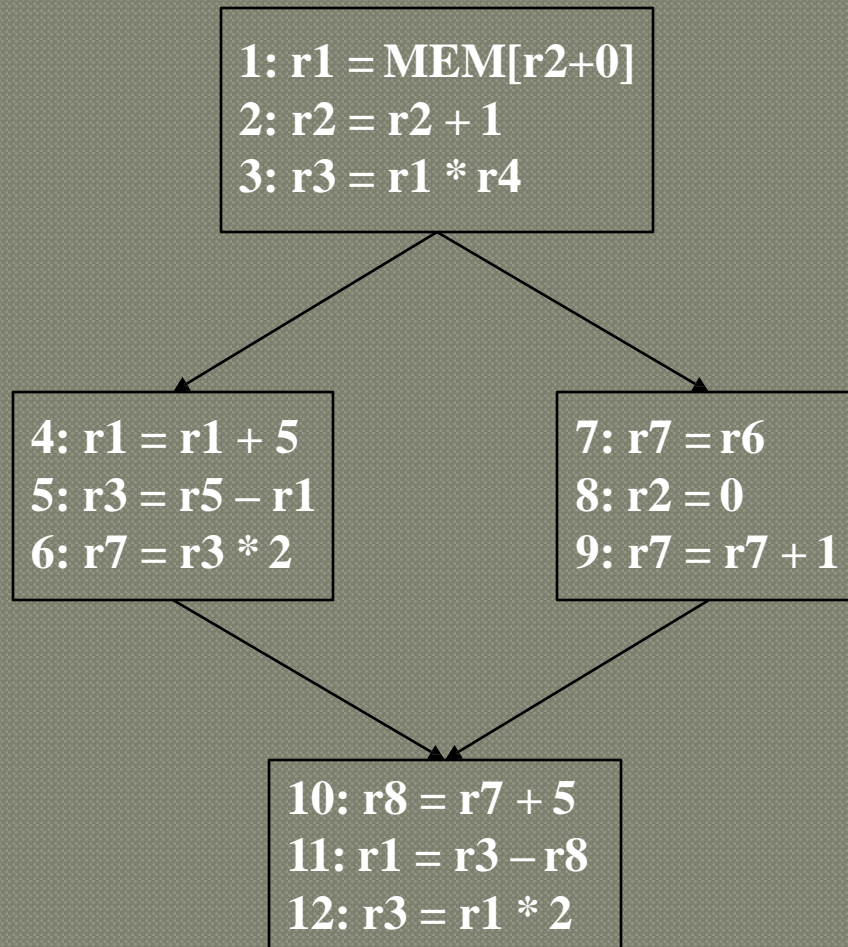 1: r1 = MEM[r2+0]
2: r2 = r2 + 1
3: r3 = r1 * r4
4: r1 = r1 + 5
5: r3 = r5 – r1
6: r7 = r3 * 2
7: r7 = r6
8: r2 = 0
9: r7 = r7 + 1
10: r8 = r7 + 5
11: r1 = r3 – r8
12: r3 = r1 * 2